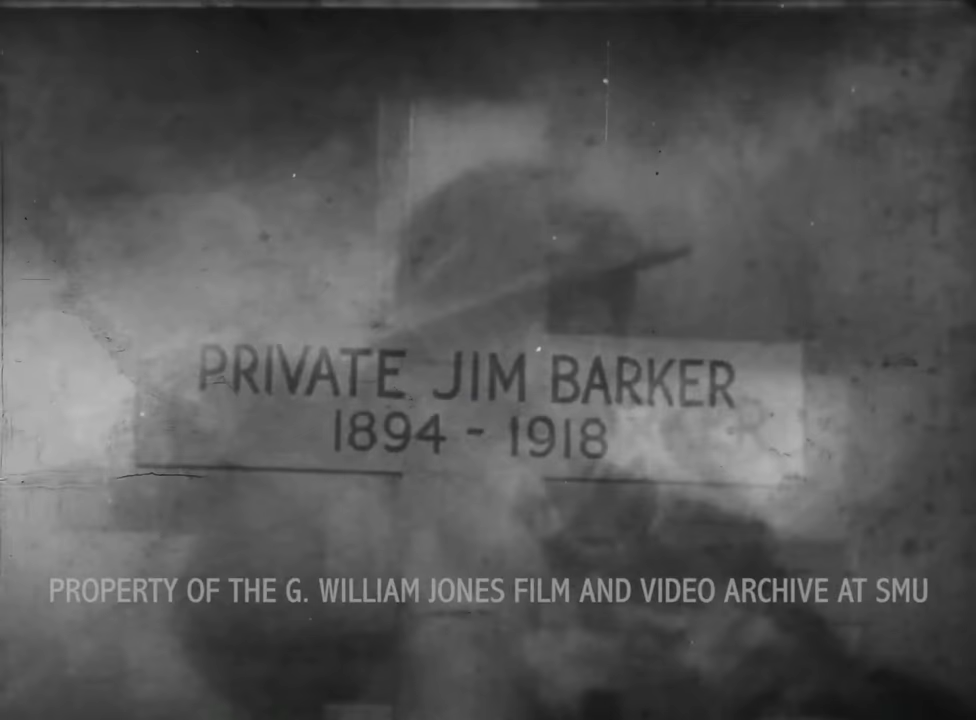 PRIVATE JIM BARKER
1894 - 1918
PROPERTY OF THE G. WILLIAM JONES FILM AND VIDEO ARCHIVE AT SMU